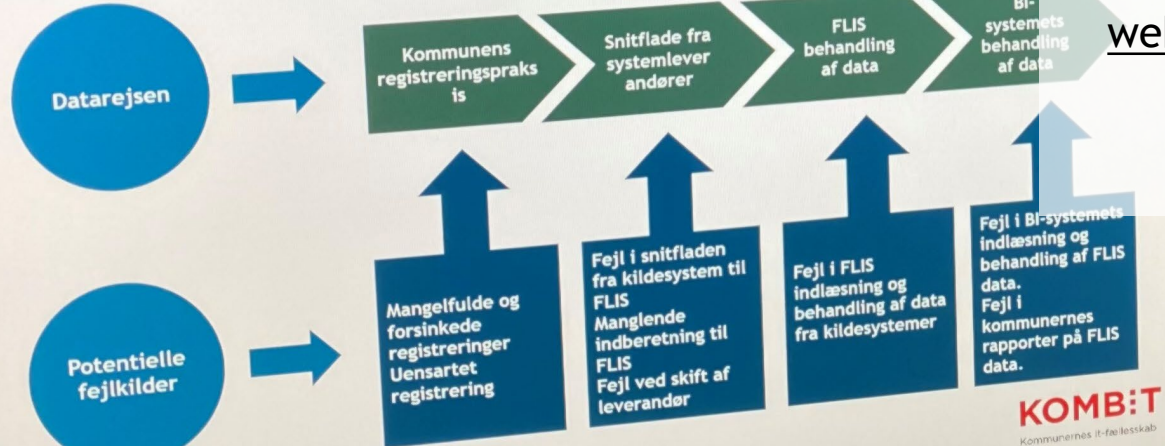 Datarejsen
Kommunens
registreringspraks
is
Snitflade fra
systemlever
andører
FLIS
behandling
af data
BI-
systemets
behandling
af data
we
Potentielle
fejlkilder
Mangelfulde og
forsinkede
registreringer
Uensartet
registrering
Fejl i snitfladen
fra kildesystem til
FLIS
Manglende
indberetning til
FLIS
Fejl ved skift af
leverandør
Fejl i FLIS
indlæsning og
behandling af data
fra kildesystemer
Fejl i BI-systemets
indlæsning og
behandling af FLIS
data.
Fejl i
kommunernes
rapporter på FLIS
data.
KOMB:T
Kommunernes it-fællesskab